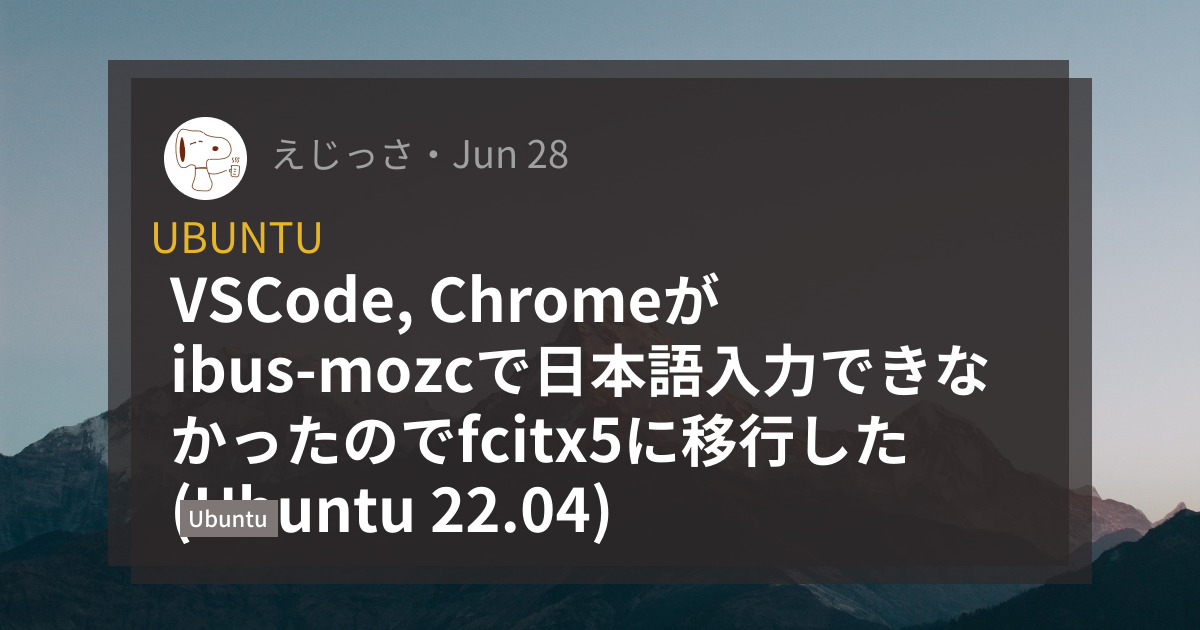 えじっさ・Jun 28
UBUNTU
VSCode, Chromeが
ibus-mozcで日本語入力できな
かったのでfcitx5に移行した
(Ubuntu 22.04)
Ubuntu